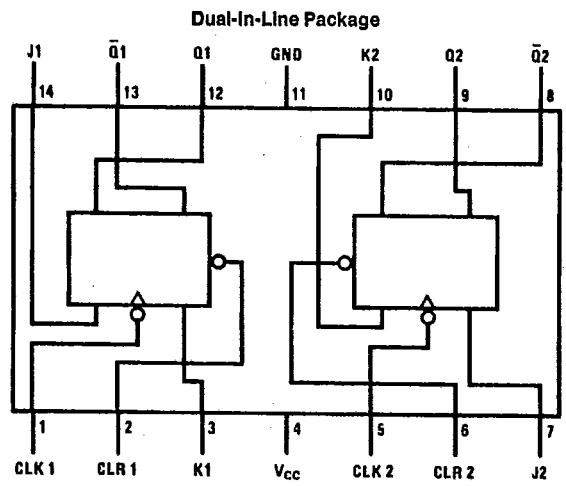 Dual-In-Line Package
J1 Q̅1 Q1 GND K2 Q2 Q̅2
14 13 12 11 10 9 8
1 2 3 4 5 6 7
CLK 1 CLR 1 K1 VCC CLK 2 CLR 2 J2